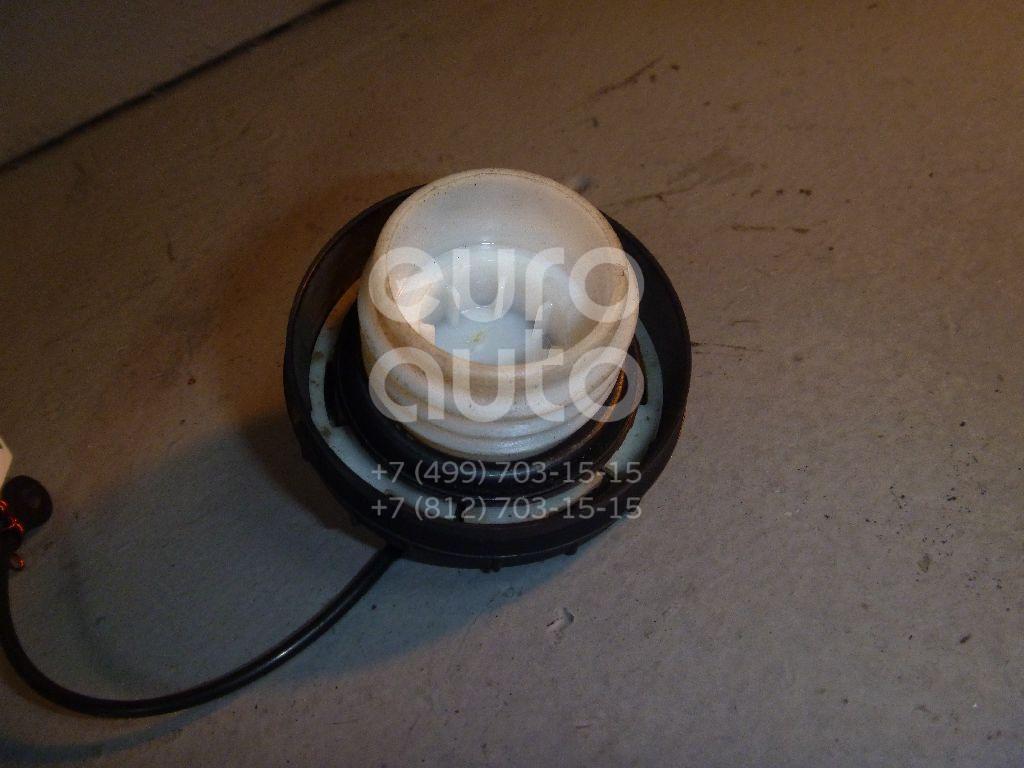 euro
auto
+7 (499) 703-15-15
+7 (812) 703-15-15